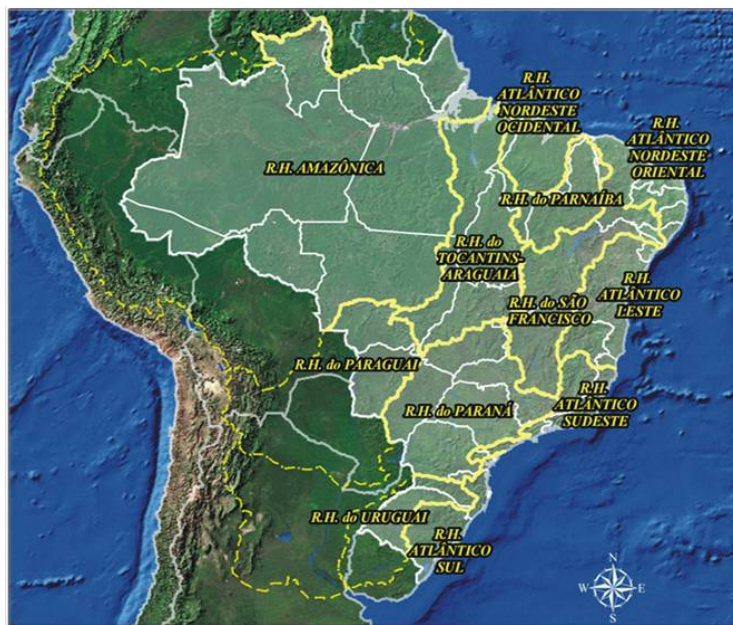 R.H.
ATLÂNTICO
NORDESTE
OCIDENTAL
R.H.
ATLÂNTICO
NORDESTE
ORIENTAL
R.H. AMAZÔNICA
R.H. do PARNAÍBA
R.H. do
TOCANTINS-
ARAGUAIA
R.H. do SÃO
FRANCISCO
R.H.
ATLÂNTICO
LESTE
R.H. do PARAGUAI
R.H. do PARANÁ
R.H.
ATLÂNTICO
SUDESTE
R.H. do URUGUAI
R.H.
ATLÂNTICO
SUL
N
W
E
S